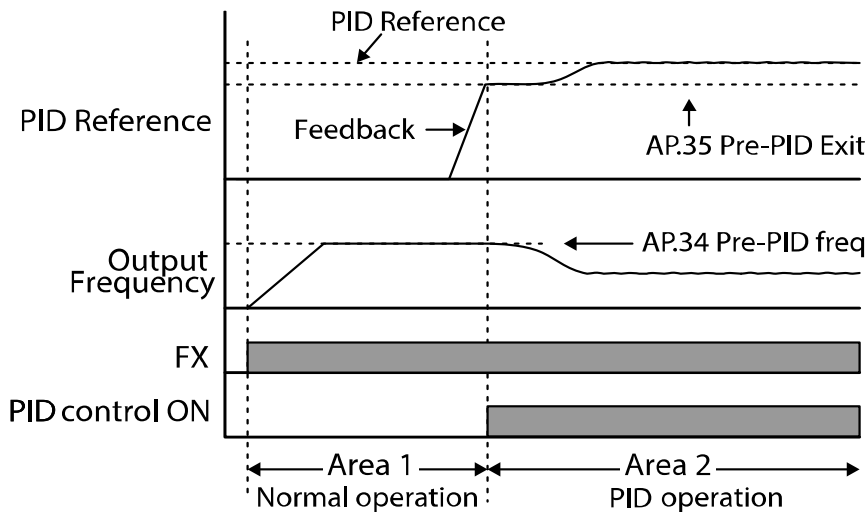 PID Reference
PID Reference
Feedback
AP.35 Pre-PID Exit
Output
Frequency
AP.34 Pre-PID freq
FX
PID control ON
Area 1
Area 2
Normal operation
PID operation